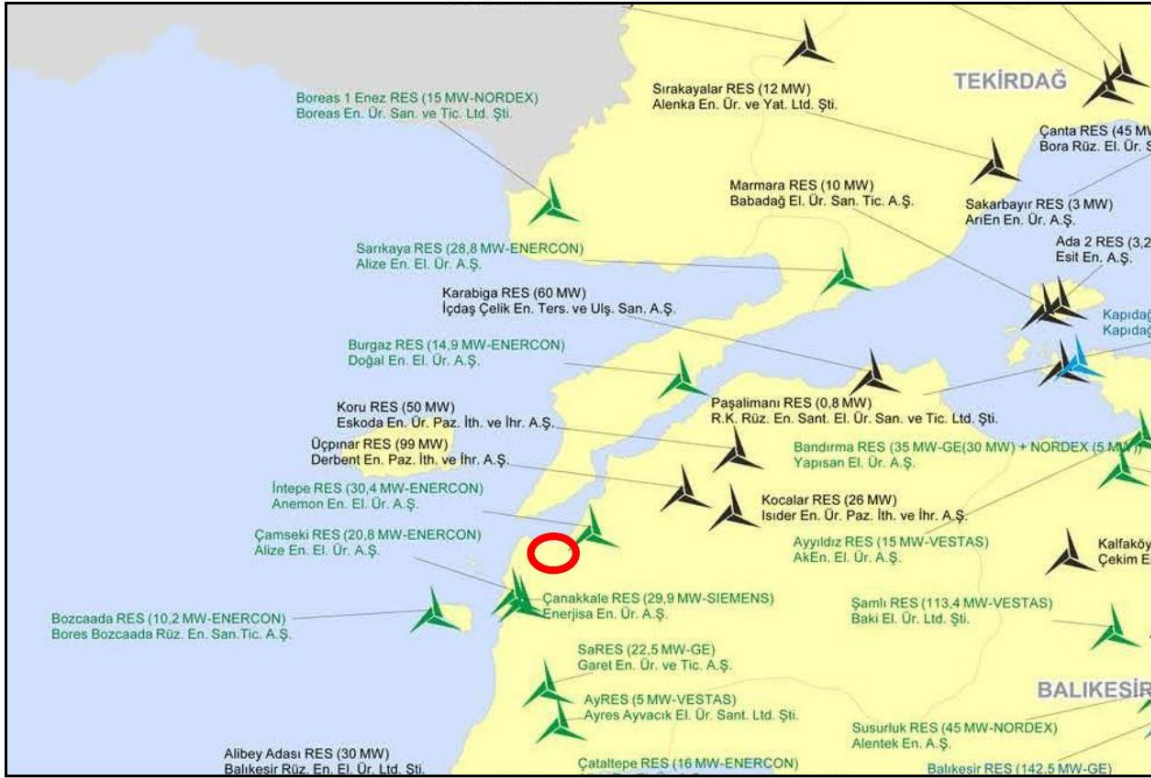 TEKİRDAĞ
Sırakayalar RES (12 MW)
Alenka En. Ür. ve Yat. Ltd. Şti.
Boreas 1 Enez RES (15 MW-NORDEX)
Boreas En. Ür. San. ve Tic. Ltd. Şti.
Çanta RES (45 MW
Bora Rüz. El. Ür. Ş
Marmara RES (10 MW)
Babadağ El. Ür. San. Tic. A.Ş.
Sakarbayır RES (3 MW)
ArıEn En. Ür. A.Ş.
Sarıkaya RES (28,8 MW-ENERCON)
Alize En. El. Ür. A.Ş.
Ada 2 RES (3,2
Esit En. A.Ş.
Karabiga RES (60 MW)
İçdaş Çelik En. Ters. ve Ulş. San. A.Ş.
Kapıdağ
Kapıdağ
Burgaz RES (14,9 MW-ENERCON)
Doğal En. El. Ür. A.Ş.
Paşalimanı RES (0,8 MW)
R.K. Rüz. En. Sant. El. Ür. San. ve Tic. Ltd. Şti.
Koru RES (50 MW)
Eskoda En. Ür. Paz. İth. ve İhr. A.Ş.
Üçpınar RES (99 MW)
Derbent En. Paz. İth. ve İhr. A.Ş.
Bandırma RES (35 MW-GE(30 MW) + NORDEX (5 MW))
Yapısan El. Ür. A.Ş.
İntepe RES (30,4 MW-ENERCON)
Anemon En. El. Ür. A.Ş.
Kocalar RES (26 MW)
Isıder En. Ür. Paz. İth. ve İhr. A.Ş.
Çamseki RES (20,8 MW-ENERCON)
Alize En. El. Ür. A.Ş.
Ayyıldız RES (15 MW-VESTAS)
AkEn. El. Ür. A.Ş.
Kalfaköy
Çekim E
Çanakkale RES (29,9 MW-SIEMENS)
Enerjisa En. Ür. A.Ş.
Şamlı RES (113,4 MW-VESTAS)
Baki El. Ür. Ltd. Şti.
Bozcaada RES (10,2 MW-ENERCON)
Bores Bozcaada Rüz. En. San.Tic. A.Ş.
SaRES (22,5 MW-GE)
Garet En. Ür. ve Tic. A.Ş.
BALIKESİR
AyRES (5 MW-VESTAS)
Ayres Ayvacık El. Ür. Sant. Ltd. Şti.
Susurluk RES (45 MW-NORDEX)
Alentek En. A.Ş.
Alibey Adası RES (30 MW)
Balıkesir Rüz. En. El. Ür. Ltd. Şti.
Çataltepe RES (16 MW-ENERCON)
Balıkesir RES (142,5 MW-GE)